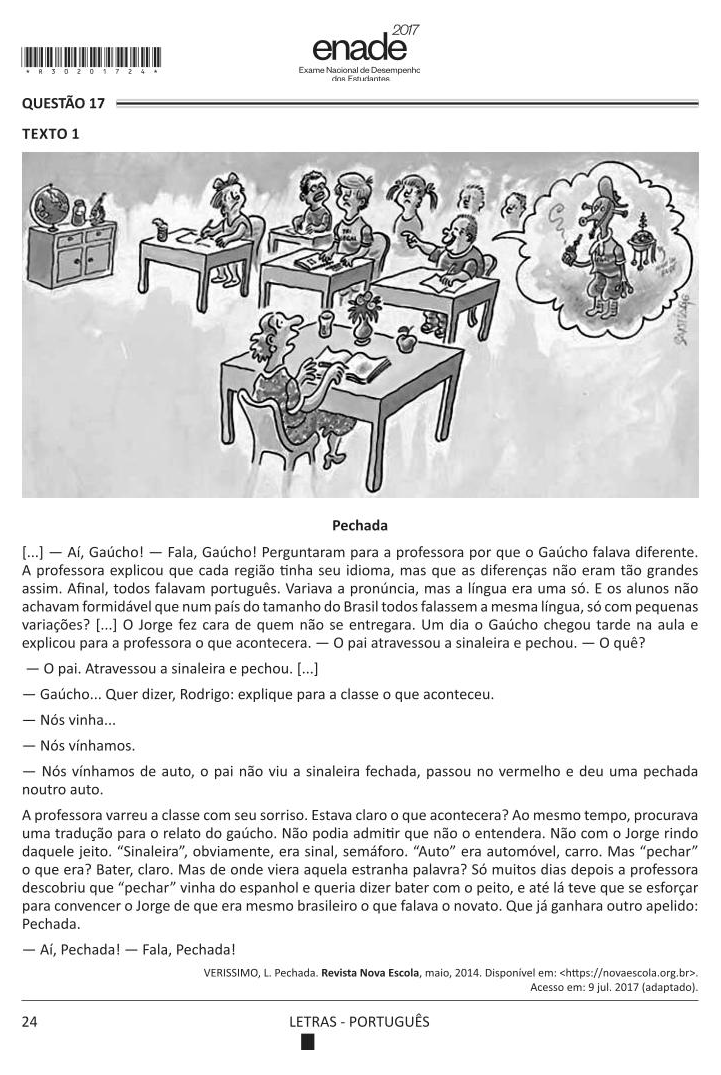 2017
enade
Exame Nacional de Desempenho
dos Estudantes
*R30201724*
QUESTÃO 17
TEXTO 1
TRI
LEGAL
SANTIAGO
Pechada
[...] — Aí, Gaúcho! — Fala, Gaúcho! Perguntaram para a professora por que o Gaúcho falava diferente.
A professora explicou que cada região tinha seu idioma, mas que as diferenças não eram tão grandes
assim. Afinal, todos falavam português. Variava a pronúncia, mas a língua era uma só. E os alunos não
achavam formidável que num país do tamanho do Brasil todos falassem a mesma língua, só com pequenas
variações? [...] O Jorge fez cara de quem não se entregara. Um dia o Gaúcho chegou tarde na aula e
explicou para a professora o que acontecera. — O pai atravessou a sinaleira e pechou. — O quê?
— O pai. Atravessou a sinaleira e pechou. [...]
— Gaúcho... Quer dizer, Rodrigo: explique para a classe o que aconteceu.
— Nós vinha...
— Nós vínhamos.
— Nós vínhamos de auto, o pai não viu a sinaleira fechada, passou no vermelho e deu uma pechada
noutro auto.
A professora varreu a classe com seu sorriso. Estava claro o que acontecera? Ao mesmo tempo, procurava
uma tradução para o relato do gaúcho. Não podia admitir que não o entendera. Não com o Jorge rindo
daquele jeito. “Sinaleira”, obviamente, era sinal, semáforo. “Auto” era automóvel, carro. Mas “pechar”
o que era? Bater, claro. Mas de onde viera aquela estranha palavra? Só muitos dias depois a professora
descobriu que “pechar” vinha do espanhol e queria dizer bater com o peito, e até lá teve que se esforçar
para convencer o Jorge de que era mesmo brasileiro o que falava o novato. Que já ganhara outro apelido:
Pechada.
— Aí, Pechada! — Fala, Pechada!
VERISSIMO, L. Pechada. Revista Nova Escola, maio, 2014. Disponível em: <https://novaescola.org.br>.
Acesso em: 9 jul. 2017 (adaptado).
24
LETRAS - PORTUGUÊS